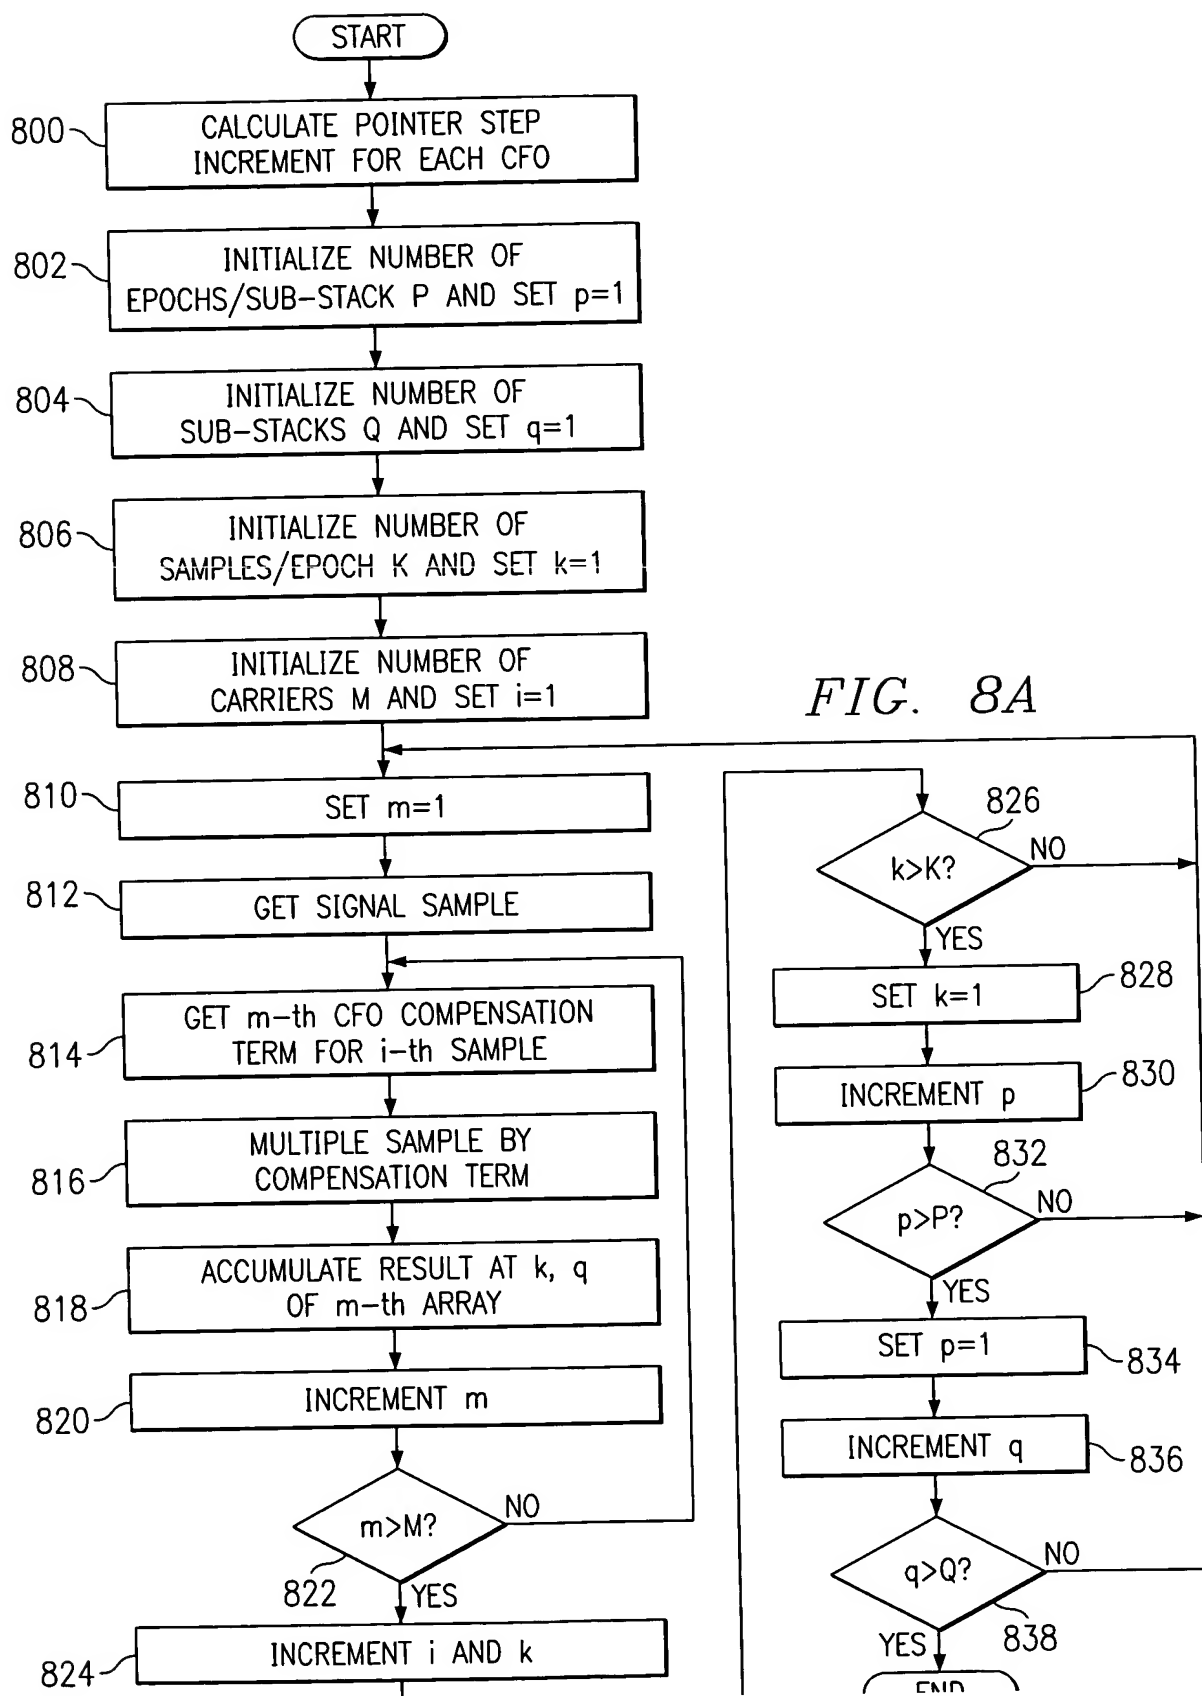 START
800
CALCULATE POINTER STEP
INCREMENT FOR EACH CFO
802
INITIALIZE NUMBER OF
EPOCHS/SUB-STACK P AND SET p=1
804
INITIALIZE NUMBER OF
SUB-STACKS Q AND SET q=1
806
INITIALIZE NUMBER OF
SAMPLES/EPOCH K AND SET k=1
808
INITIALIZE NUMBER OF
CARRIERS M AND SET i=1
FIG. 8A
810
SET m=1
812
GET SIGNAL SAMPLE
814
GET m-th CFO COMPENSATION
TERM FOR i-th SAMPLE
816
MULTIPLE SAMPLE BY
COMPENSATION TERM
818
ACCUMULATE RESULT AT k, q
OF m-th ARRAY
820
INCREMENT m
m>M?
NO
822
YES
824
INCREMENT i AND k
826
k>K?
NO
YES
SET k=1
828
INCREMENT p
830
832
p>P?
NO
YES
SET p=1
834
INCREMENT q
836
q>Q?
NO
838
YES
END